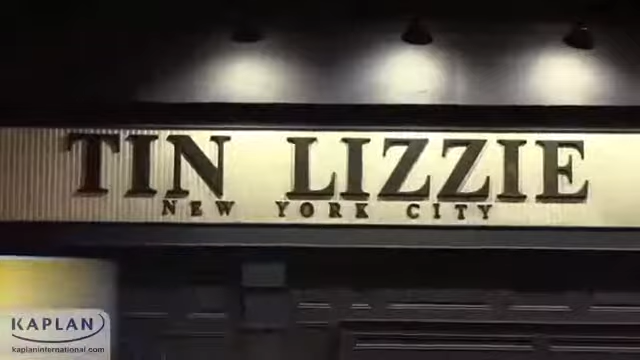 TIN LIZZIE
NEW YORK CITY
KAPLAN
kaplaninternational.com